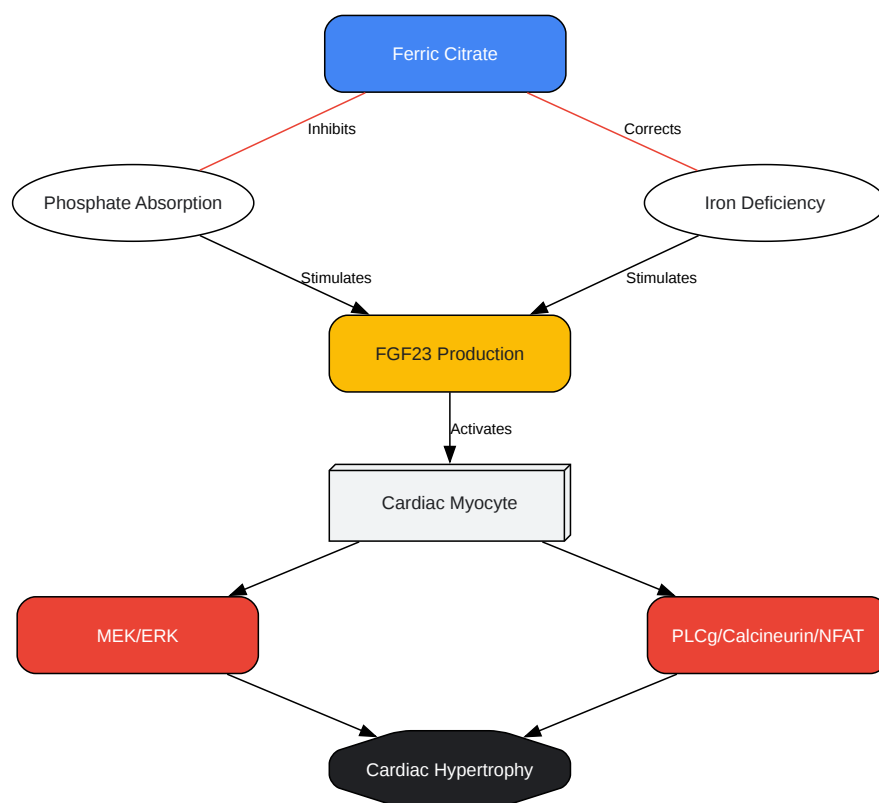 Ferric Citrate
Inhibits
Corrects
Phosphate Absorption
Iron Deficiency
Stimulates
Stimulates
FGF23 Production
Activates
Cardiac Myocyte
MEK/ERK
PLCg/Calcineurin/NFAT
Cardiac Hypertrophy